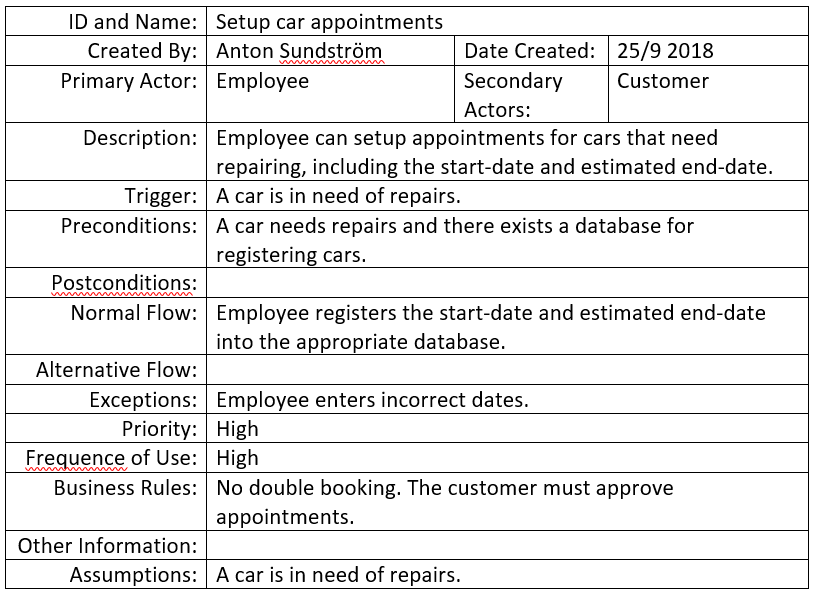 ID and Name: Setup car appointments
Created By: Anton Sundström Date Created: 25/9 2018
Primary Actor: Employee Secondary Customer
Actors:
Description: Employee can setup appointments for cars that need
repairing, including the start-date and estimated end-date.
Trigger: A car is in need of repairs.
Preconditions: A car needs repairs and there exists a database for
registering cars.
Postconditions:
Normal Flow: Employee registers the start-date and estimated end-date
into the appropriate database.
Alternative Flow:
Exceptions: Employee enters incorrect dates.
Priority: High
Frequence of Use: High
Business Rules: No double booking. The customer must approve
appointments.
Other Information:
Assumptions: A car is in need of repairs.